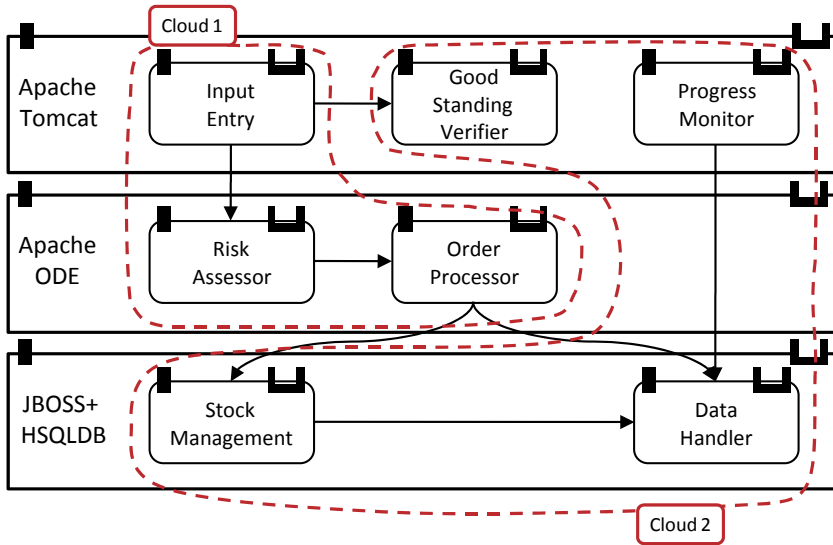 Cloud 1
Apache
Tomcat
Input
Entry
Good
Standing
Verifier
Progress
Monitor
Apache
ODE
Risk
Assessor
Order
Processor
JBOSS+
HSQLDB
Stock
Management
Data
Handler
Cloud 2